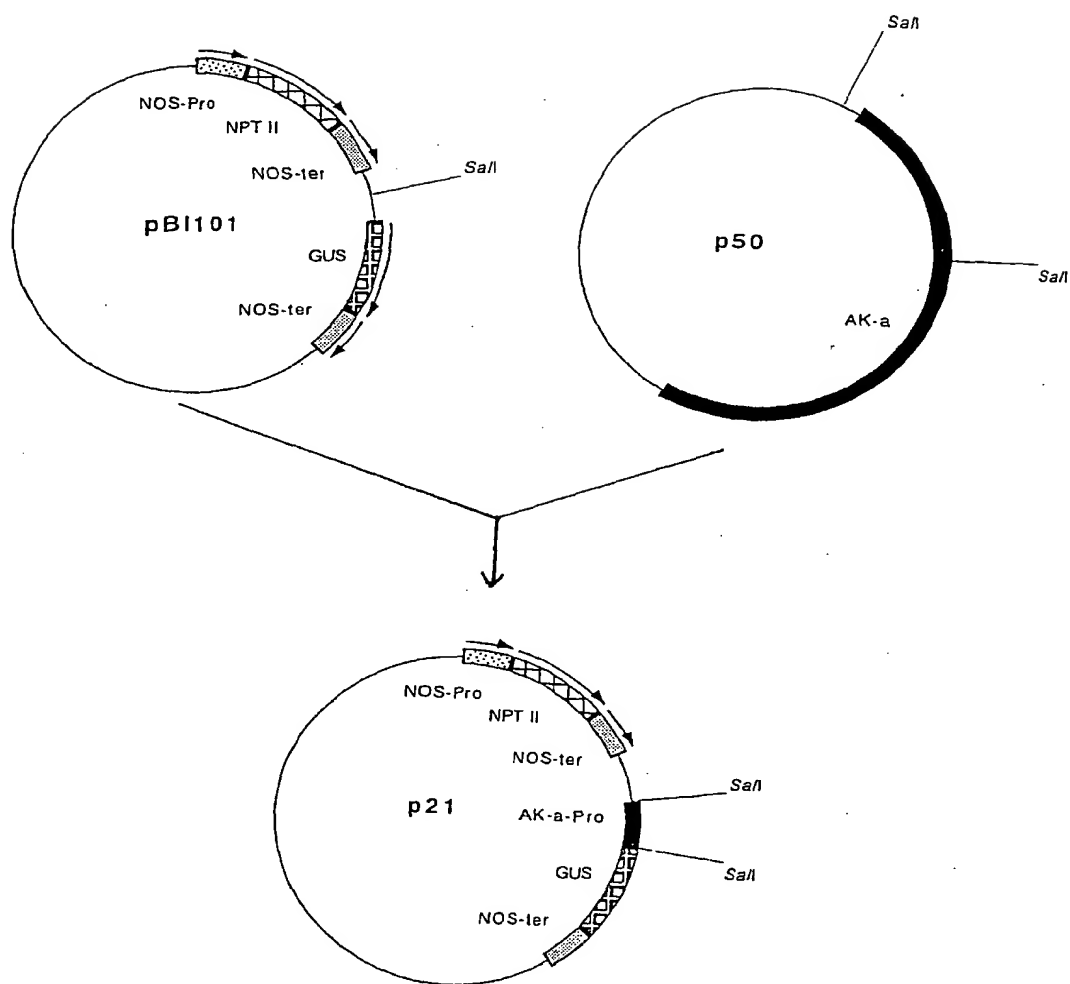 SalI
NOS-Pro
NPT II
NOS-ter
SalI
pBI101
p50
GUS
SalI
NOS-ter
AK-a
NOS-Pro
NPT II
NOS-ter
SalI
p21
AK-a-Pro
GUS
SalI
NOS-ter